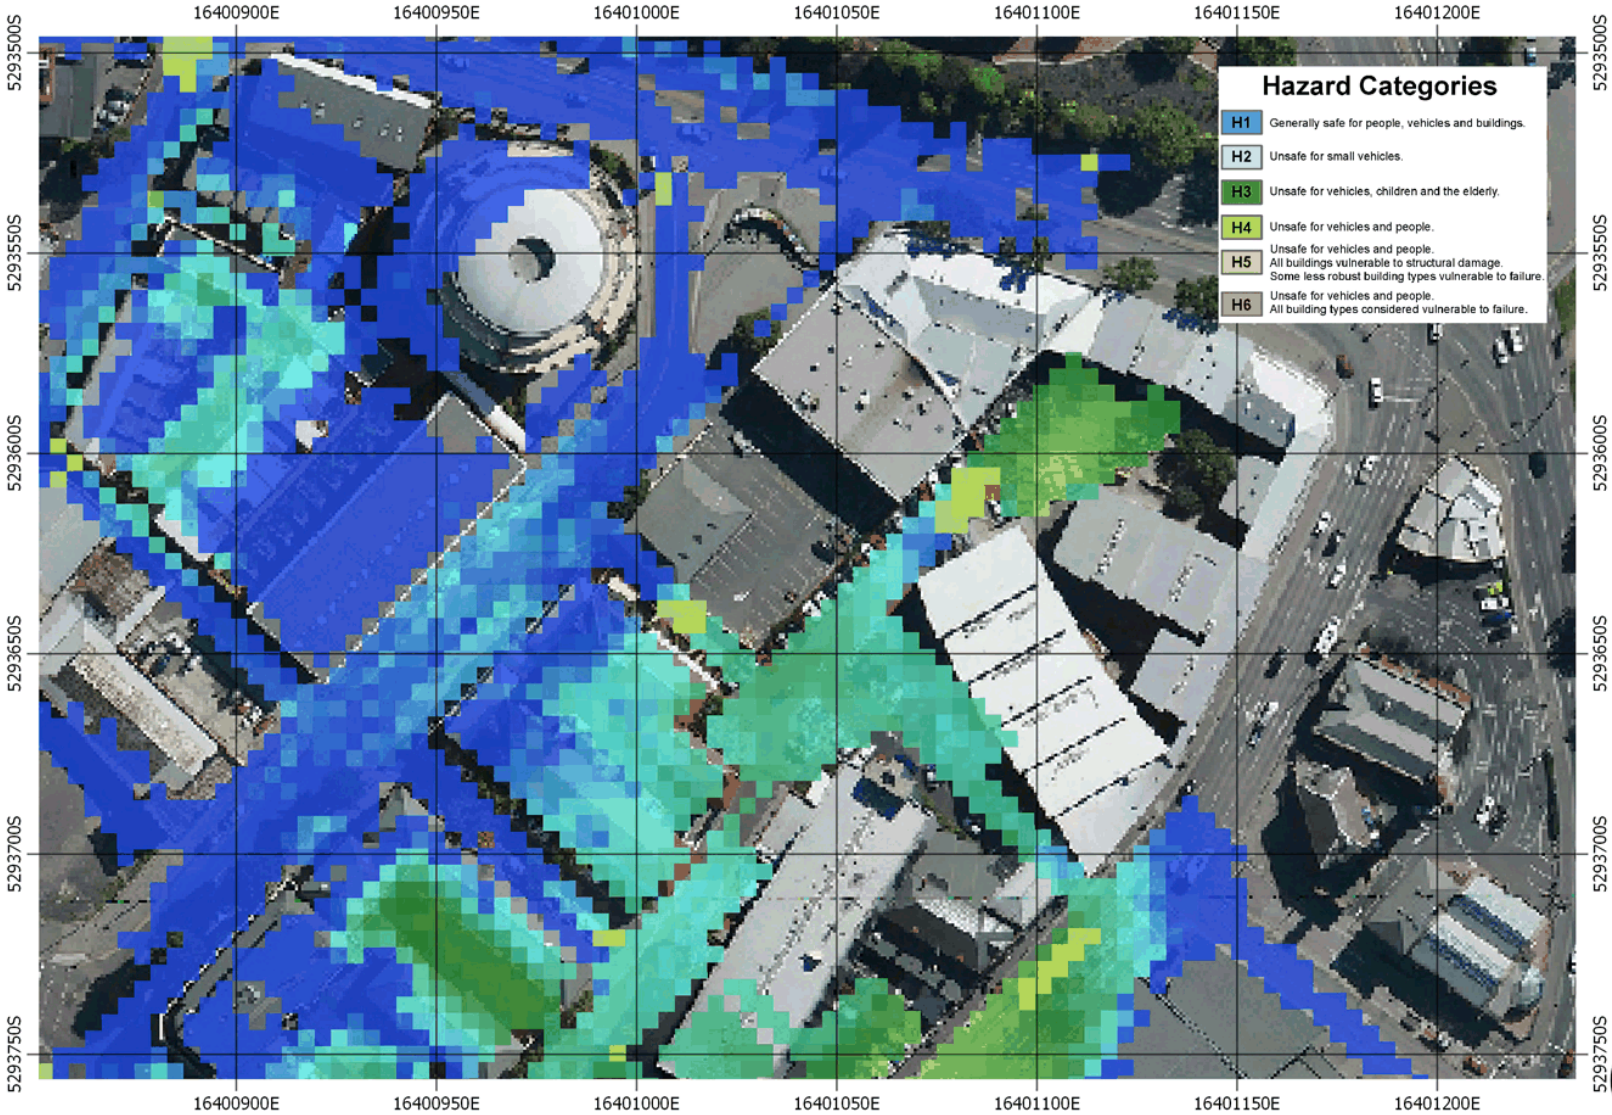 16400900E 16400950E 16401000E 16401050E 16401100E 16401150E 16401200E
5293500S 5293500S
Hazard Categories
H1 Generally safe for people, vehicles and buildings.
H2 Unsafe for small vehicles.
H3 Unsafe for vehicles, children and the elderly.
H4 Unsafe for vehicles and people.
Unsafe for vehicles and people.
H5 All buildings vulnerable to structural damage.
Some less robust building types vulnerable to failure.
Unsafe for vehicles and people.
H6 All building types considered vulnerable to failure.
5293550S 5293550S
5293600S 5293600S
5293650S 5293650S
5293700S 5293700S
5293750S 5293750S
16400900E 16400950E 16401000E 16401050E 16401100E 16401150E 16401200E